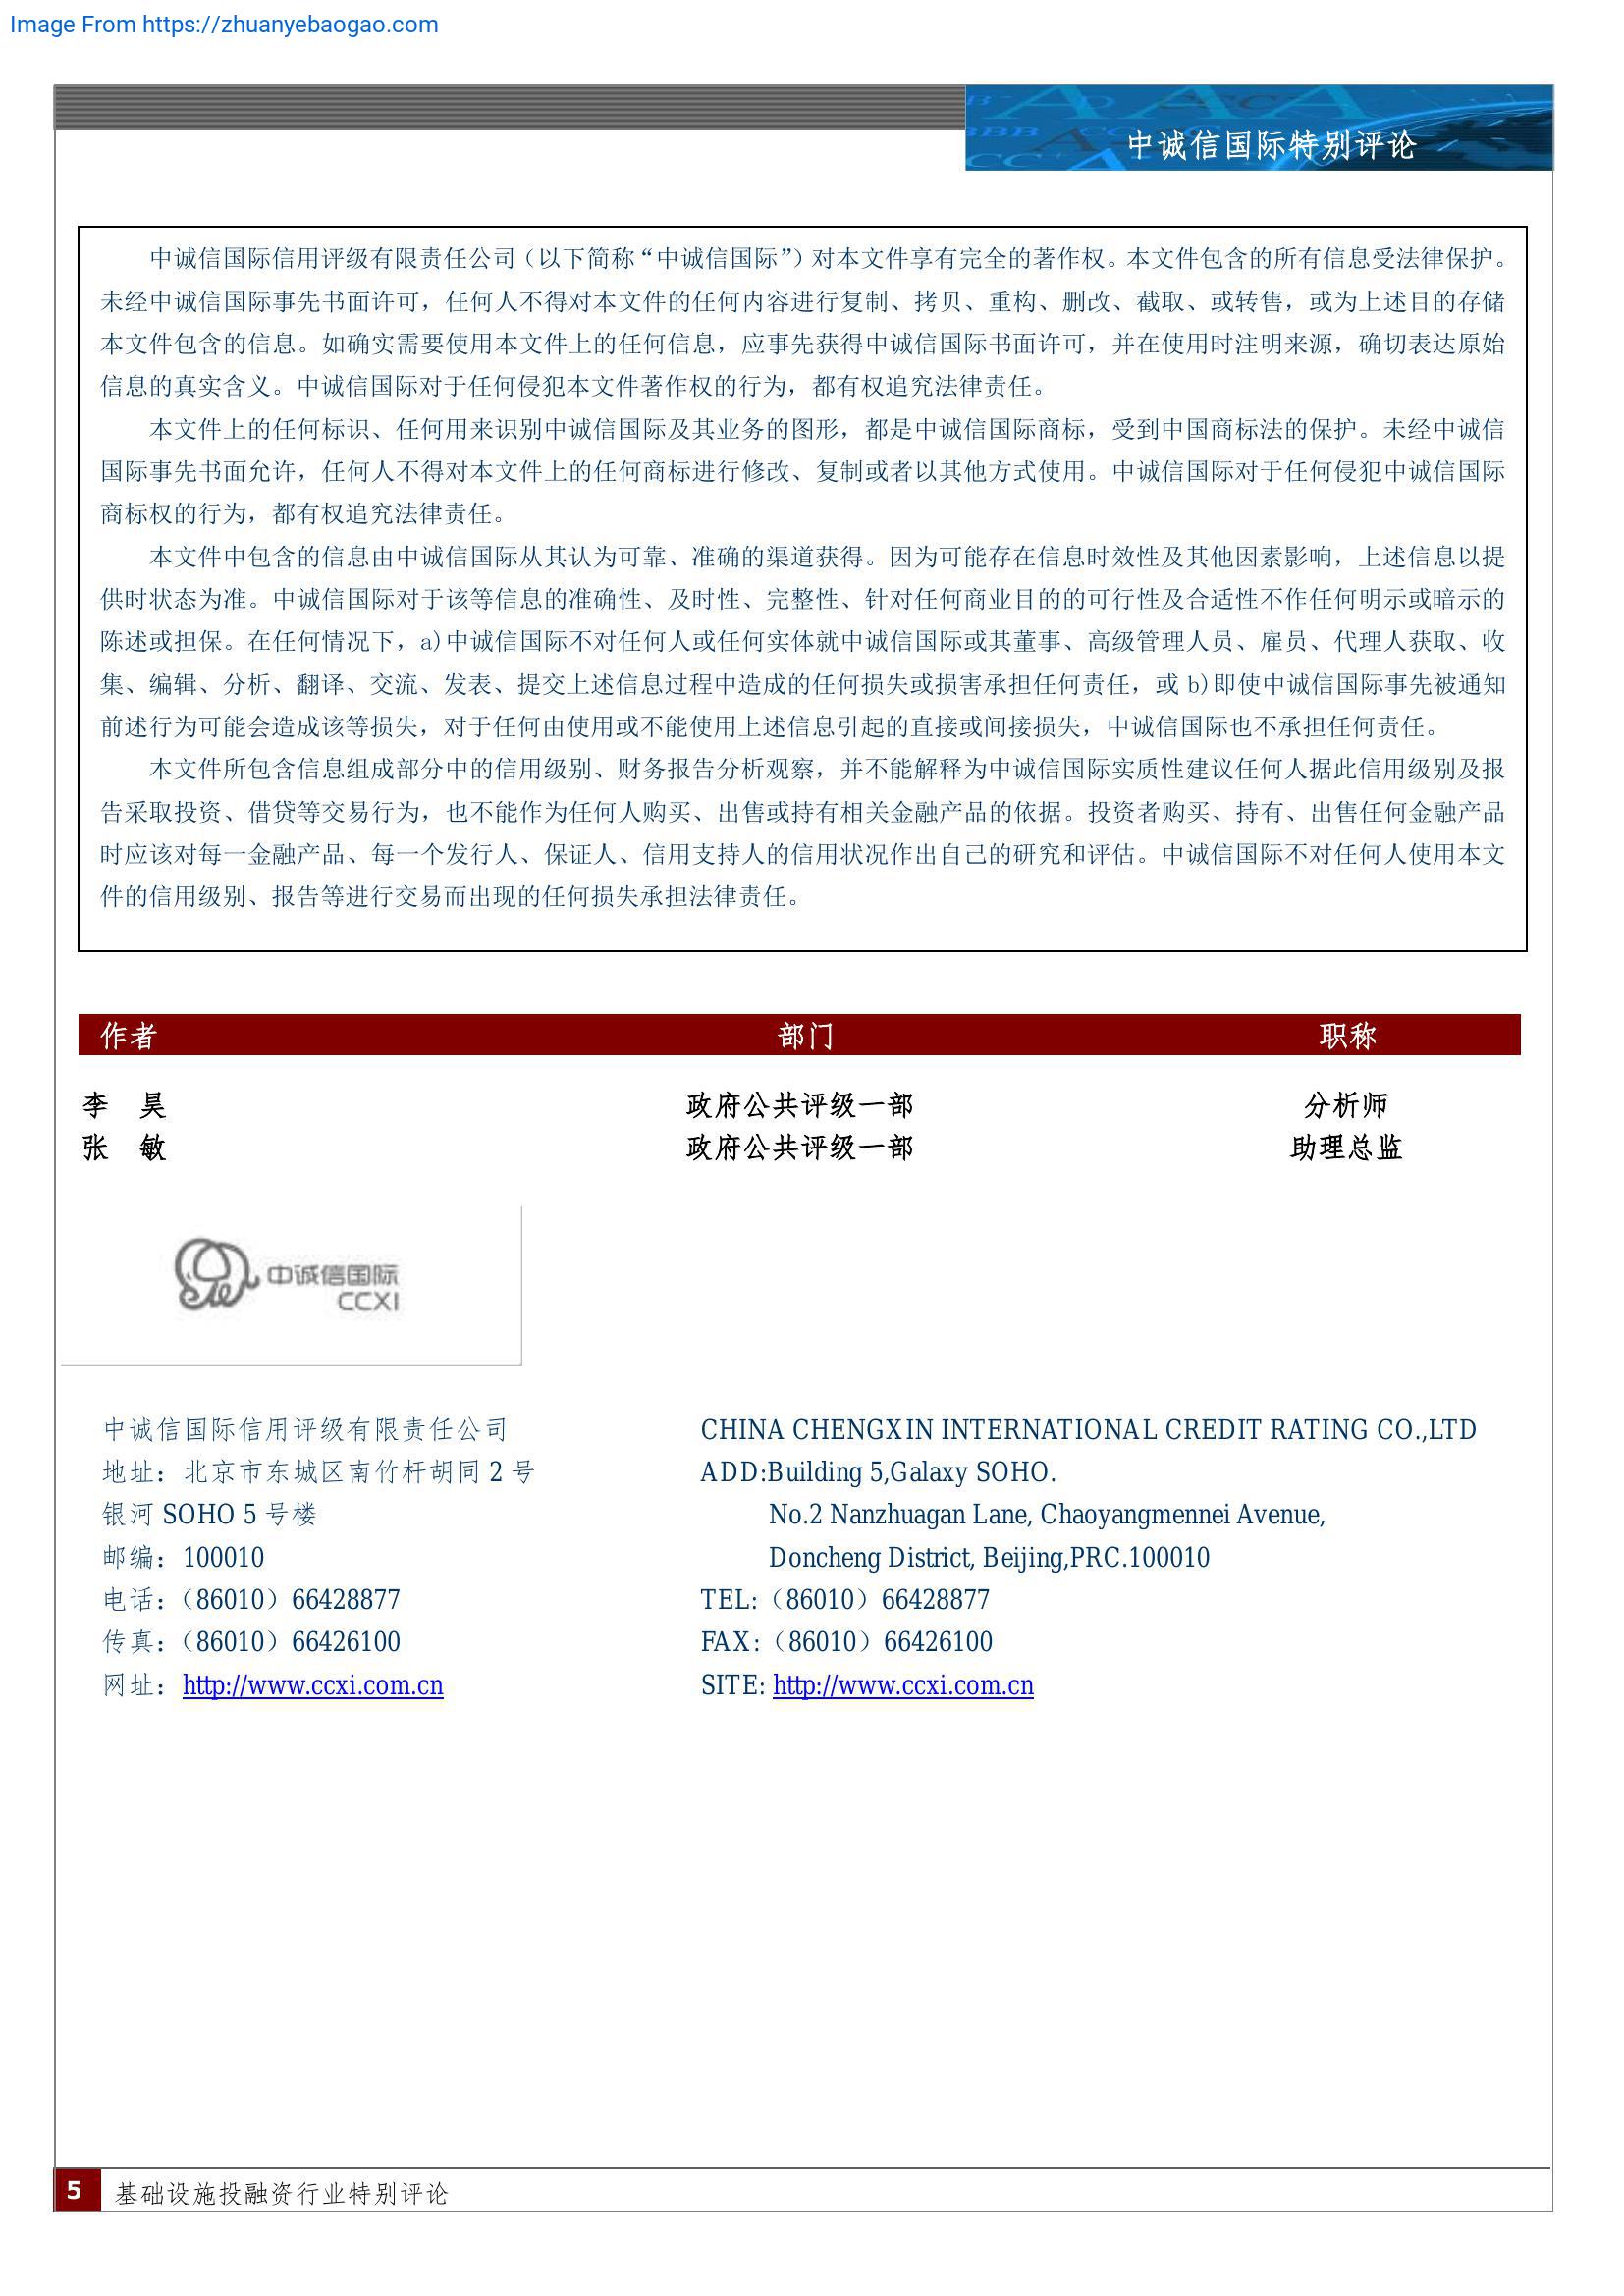 Image From https://zhuanyebaogao.com
中诚信国际特别评论
中诚信国际信用评级有限责任公司（以下简称“中诚信国际”）对本文件享有完全的著作权。本文件包含的所有信息受法律保护。
未经中诚信国际事先书面许可，任何人不得对本文件的任何内容进行复制、拷贝、重构、删改、截取、或转售，或为上述目的存储
本文件包含的信息。如确实需要使用本文件上的任何信息，应事先获得中诚信国际书面许可，并在使用时注明来源，确切表达原始
信息的真实含义。中诚信国际对于任何侵犯本文件著作权的行为，都有权追究法律责任。
本文件上的任何标识、任何用来识别中诚信国际及其业务的图形，都是中诚信国际商标，受到中国商标法的保护。未经中诚信
国际事先书面允许，任何人不得对本文件上的任何商标进行修改、复制或者以其他方式使用。中诚信国际对于任何侵犯中诚信国际
商标权的行为，都有权追究法律责任。
本文件中包含的信息由中诚信国际从其认为可靠、准确的渠道获得。因为可能存在信息时效性及其他因素影响，上述信息以提
供时状态为准。中诚信国际对于该等信息的准确性、及时性、完整性、针对任何商业目的的可行性及合适性不作任何明示或暗示的
陈述或担保。在任何情况下，a)中诚信国际不对任何人或任何实体就中诚信国际或其董事、高级管理人员、雇员、代理人获取、收
集、编辑、分析、翻译、交流、发表、提交上述信息过程中造成的任何损失或损害承担任何责任，或 b)即使中诚信国际事先被通知
前述行为可能会造成该等损失，对于任何由使用或不能使用上述信息引起的直接或间接损失，中诚信国际也不承担任何责任。
本文件所包含信息组成部分中的信用级别、财务报告分析观察，并不能解释为中诚信国际实质性建议任何人据此信用级别及报
告采取投资、借贷等交易行为，也不能作为任何人购买、出售或持有相关金融产品的依据。投资者购买、持有、出售任何金融产品
时应该对每一金融产品、每一个发行人、保证人、信用支持人的信用状况作出自己的研究和评估。中诚信国际不对任何人使用本文
件的信用级别、报告等进行交易而出现的任何损失承担法律责任。
作者 部门 职称
李 昊 政府公共评级一部 分析师
张 敏 政府公共评级一部 助理总监
中诚信国际
CCXI
中诚信国际信用评级有限责任公司
地址：北京市东城区南竹杆胡同 2 号
银河 SOHO 5 号楼
邮编：100010
电话：（86010）66428877
传真：（86010）66426100
网址：http://www.ccxi.com.cn
CHINA CHENGXIN INTERNATIONAL CREDIT RATING CO.,LTD
ADD:Building 5,Galaxy SOHO.
No.2 Nanzhuagan Lane, Chaoyangmennei Avenue,
Doncheng District, Beijing,PRC.100010
TEL:（86010）66428877
FAX:（86010）66426100
SITE: http://www.ccxi.com.cn
5 基础设施投融资行业特别评论